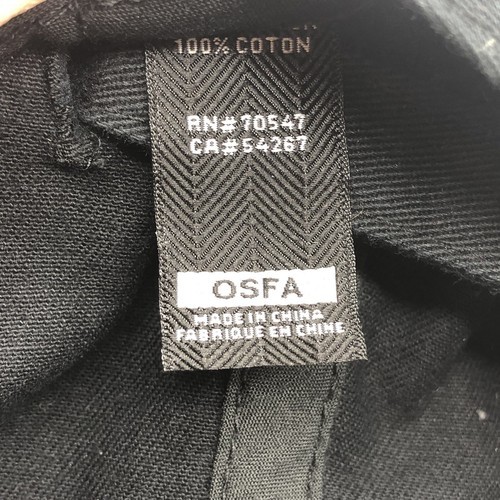 100% COTON
RN# 70547
CA# 54267
OSFA
MADE IN CHINA
FABRIQUE EN CHINE